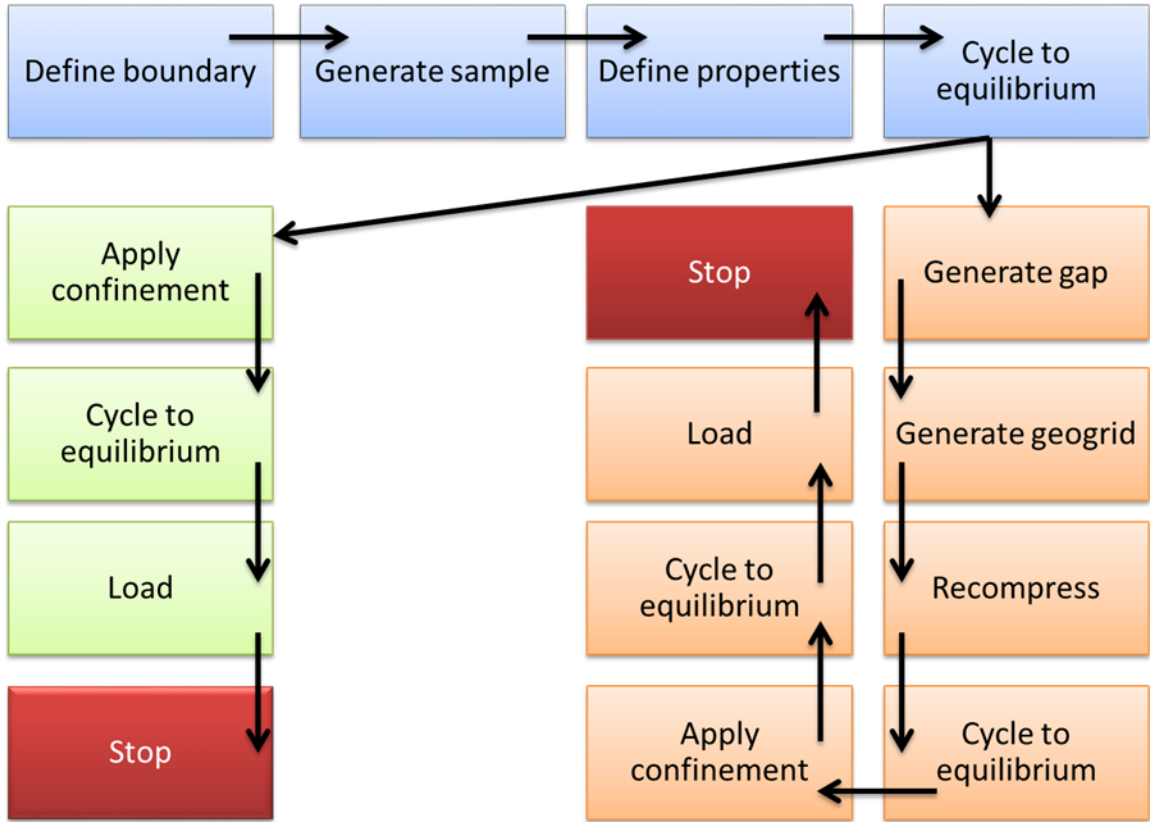 Define boundary
Generate sample
Define properties
Cycle to
equilibrium
Apply
confinement
Cycle to
equilibrium
Load
Stop
Generate gap
Generate geogrid
Recompress
Cycle to
equilibrium
Apply
confinement
Cycle to
equilibrium
Load
Stop